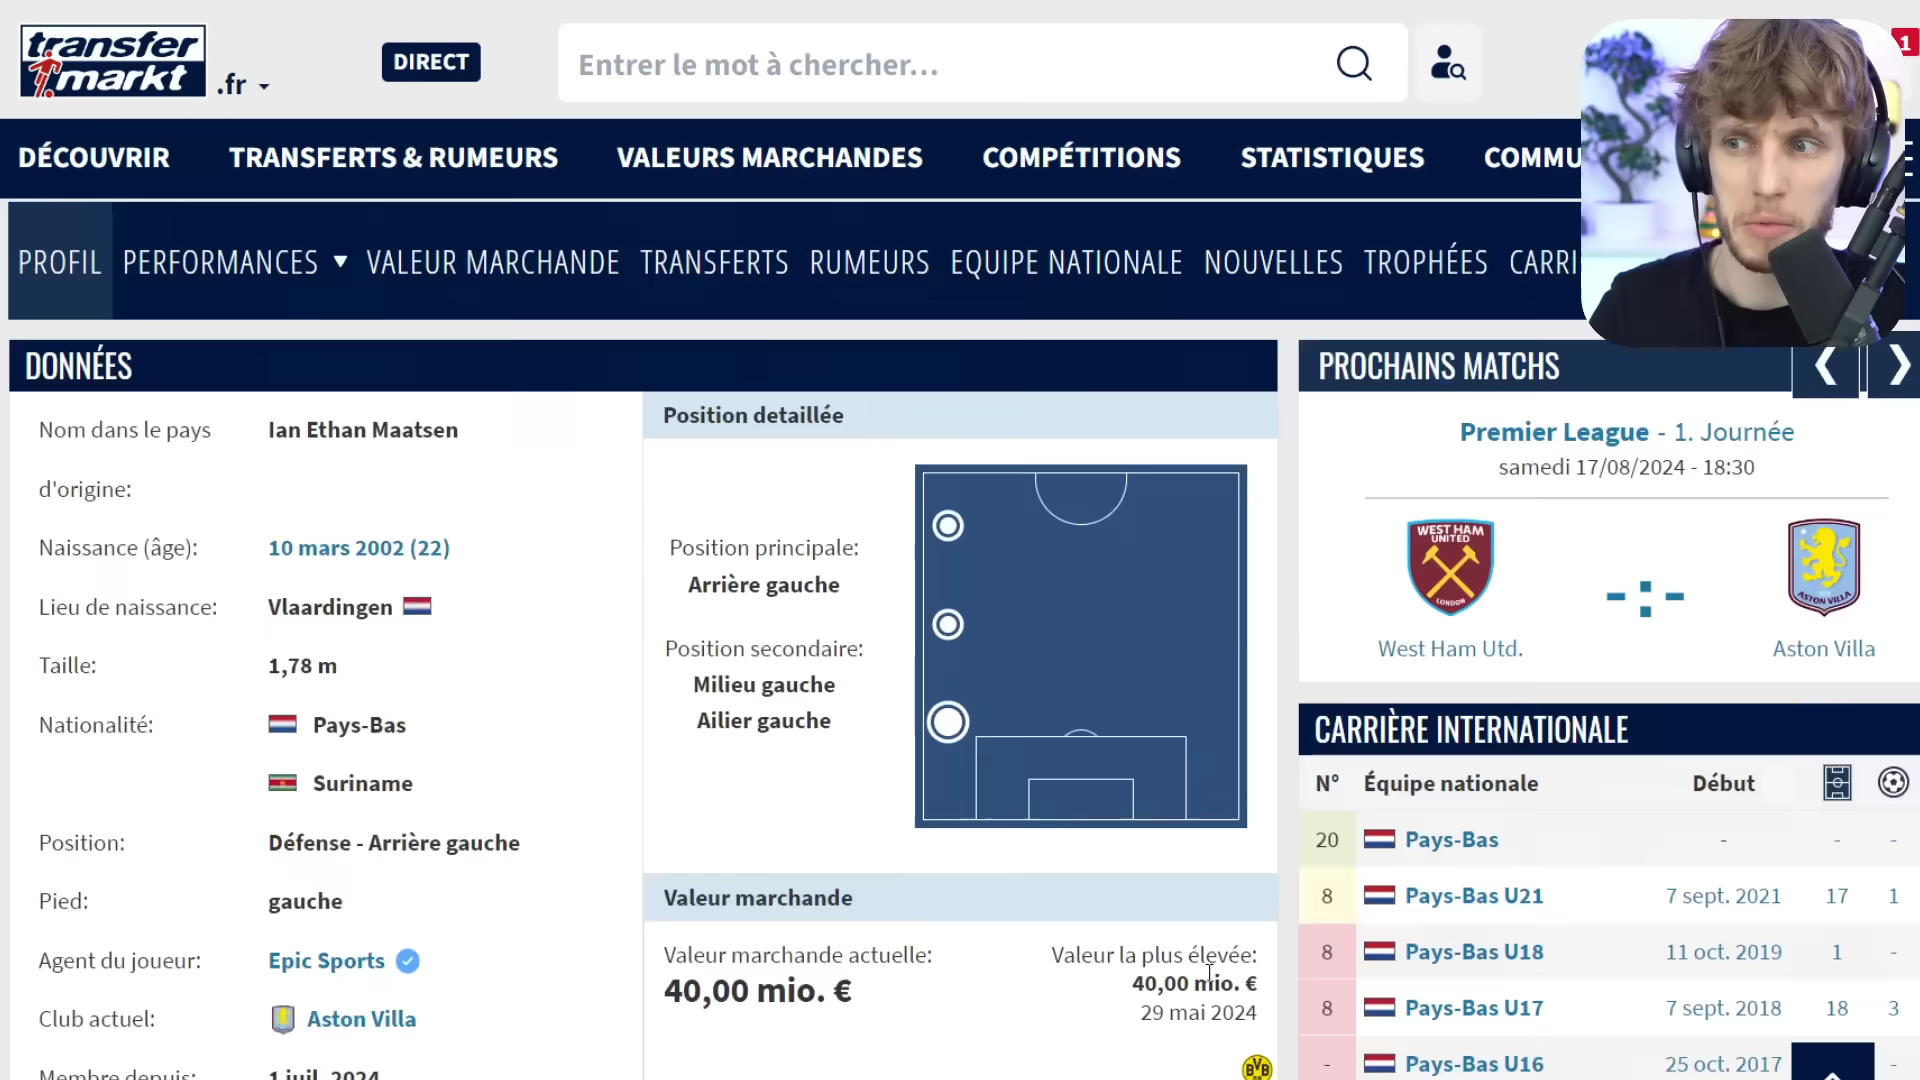 transfer
markt
.fr
DIRECT
Entrer le mot à chercher...
1
DÉCOUVRIR
TRANSFERTS & RUMEURS
VALEURS MARCHANDES
COMPÉTITIONS
STATISTIQUES
COMMU
PROFIL
PERFORMANCES
VALEUR MARCHANDE
TRANSFERTS
RUMEURS
EQUIPE NATIONALE
NOUVELLES
TROPHÉES
CARRI
DONNÉES
Nom dans le pays
d'origine:
Ian Ethan Maatsen
Naissance (âge): 10 mars 2002 (22)
Lieu de naissance: Vlaardingen
Taille: 1,78 m
Nationalité: Pays-Bas
Suriname
Position: Défense - Arrière gauche
Pied: gauche
Agent du joueur: Epic Sports
Club actuel: Aston Villa
Membre depuis: 1 juil. 2024
Position detaillée
Position principale:
Arrière gauche
Position secondaire:
Milieu gauche
Ailier gauche
Valeur marchande
Valeur marchande actuelle:
40,00 mio. €
Valeur la plus élevée:
40,00 mio. €
29 mai 2024
BVB
PROCHAINS MATCHS
Premier League - 1. Journée
samedi 17/08/2024 - 18:30
WEST HAM
UNITED
LONDON
-:-
ASTON VILLA
West Ham Utd.
Aston Villa
CARRIÈRE INTERNATIONALE
N° Équipe nationale Début
20 Pays-Bas - - -
8 Pays-Bas U21 7 sept. 2021 17 1
8 Pays-Bas U18 11 oct. 2019 1 -
8 Pays-Bas U17 7 sept. 2018 18 3
- Pays-Bas U16 25 oct. 2017 -